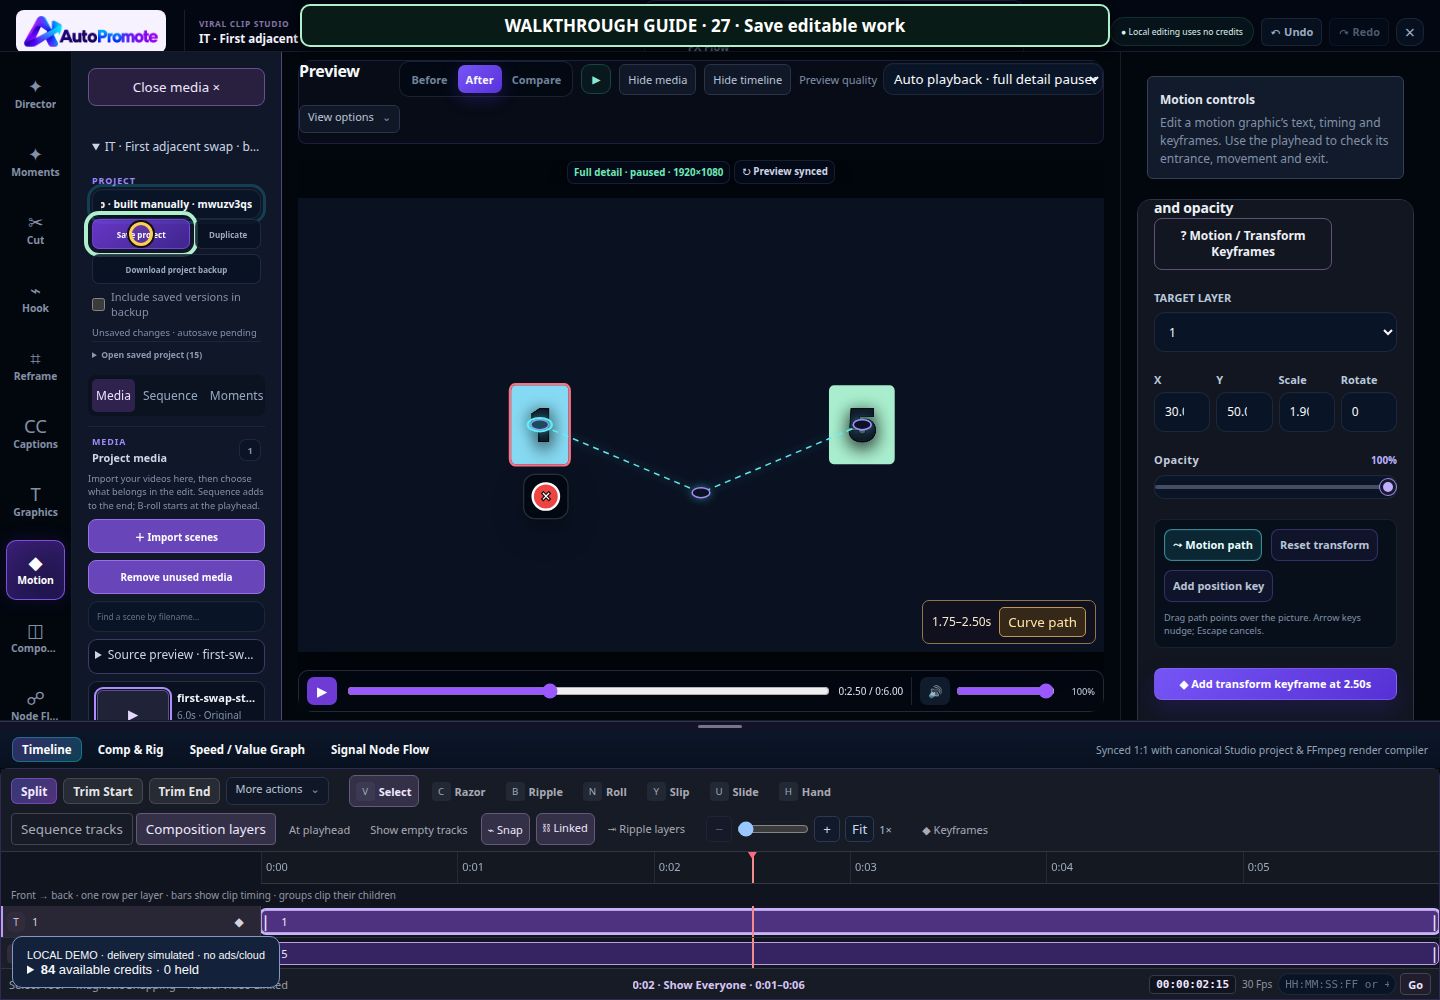 AutoPromote
VIRAL CLIP STUDIO
IT · First adjacent
WALKTHROUGH GUIDE · 27 · Save editable work
● Local editing uses no credits
↶ Undo
↷ Redo
✕
Director
Moments
Cut
Hook
Reframe
CC
Captions
T
Graphics
Motion
Compo...
Node Fl...
Close media ×
▼ IT · First adjacent swap · b...
PROJECT
· built manually · mwuzv3qs
Save project
Duplicate
Download project backup
Include saved versions in
backup
Unsaved changes · autosave pending
▶ Open saved project (15)
Media
Sequence
Moments
MEDIA
Project media
1
Import your videos here, then choose
what belongs in the edit. Sequence adds
to the end; B-roll starts at the playhead.
+ Import scenes
Remove unused media
Find a scene by filename...
▶ Source preview · first-sw...
first-swap-st...
6.0s · Original
Preview
Before
After
Compare
Hide media
Hide timeline
Preview quality
Auto playback · full detail paused
View options
Full detail · paused · 1920×1080
↻ Preview synced
1
5
1.75–2.50s
Curve path
0:2.50 / 0:6.00
100%
Motion controls
Edit a motion graphic's text, timing and
keyframes. Use the playhead to check its
entrance, movement and exit.
and opacity
? Motion / Transform
Keyframes
TARGET LAYER
1
X
Y
Scale
Rotate
30.
50.
1.90
0
Opacity
100%
⤳ Motion path
Reset transform
Add position key
Drag path points over the picture. Arrow keys
nudge; Escape cancels.
◆ Add transform keyframe at 2.50s
Timeline
Comp & Rig
Speed / Value Graph
Signal Node Flow
Synced 1:1 with canonical Studio project & FFmpeg render compiler
Split
Trim Start
Trim End
More actions
V Select
C Razor
B Ripple
N Roll
Y Slip
U Slide
H Hand
Sequence tracks
Composition layers
At playhead
Show empty tracks
Snap
Linked
Ripple layers
−
+
Fit
1×
◆ Keyframes
0:00
0:01
0:02
0:03
0:04
0:05
Front → back · one row per layer · bars show clip timing · groups clip their children
T 1
◆
1
5
LOCAL DEMO · delivery simulated · no ads/cloud
▶ 84 available credits · 0 held
0:02 · Show Everyone · 0:01–0:06
00:00:02:15
30 Fps
HH:MM:SS:FF or +
Go